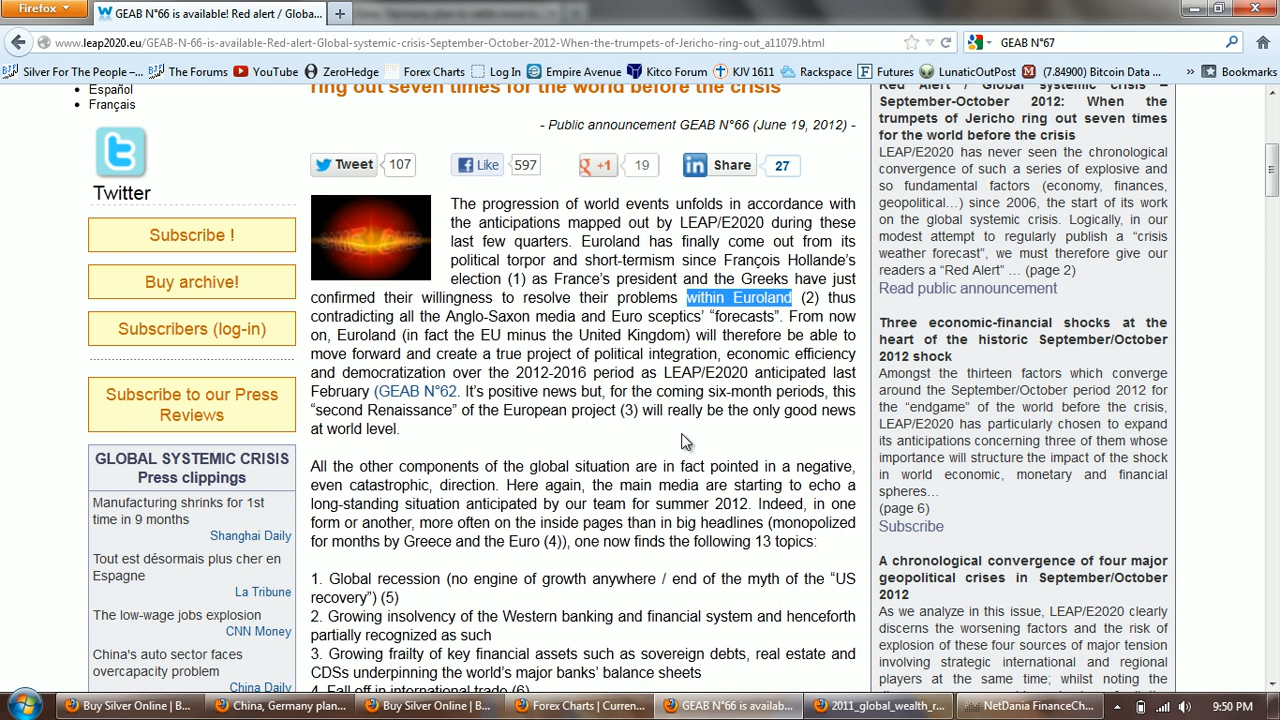 Firefox
GEAB N°66 is available! Red alert / Globa...
China, Germany plan to settle more b...
www.leap2020.eu/GEAB-N-66-is-available-Red-alert-Global-systemic-crisis-September-October-2012-When-the-trumpets-of-Jericho-ring-out_a11079.html
GEAB N°67
Silver For The People –...
The Forums
YouTube
ZeroHedge
Forex Charts
Log In
Empire Avenue
Kitco Forum
KJV 1611
Rackspace
Futures
LunaticOutPost
(7.84900) Bitcoin Data ...
»
Bookmarks
Español
Français
Twitter
Subscribe !
Buy archive!
Subscribers (log-in)
Subscribe to our Press
Reviews
GLOBAL SYSTEMIC CRISIS
Press clippings
Manufacturing shrinks for 1st
time in 9 months
Shanghai Daily
Tout est désormais plus cher en
Espagne
La Tribune
The low-wage jobs explosion
CNN Money
China's auto sector faces
overcapacity problem
China Daily
ring out seven times for the world before the crisis
- Public announcement GEAB N°66 (June 19, 2012) -
Tweet 107
Like 597
+1 19
Share 27
The progression of world events unfolds in accordance
with the anticipations mapped out by LEAP/E2020 during these
last few quarters. Euroland has finally come out from its
political torpor and short-termism since François Hollande's
election (1) as France's president and the Greeks have just
confirmed their willingness to resolve their problems within Euroland (2) thus
contradicting all the Anglo-Saxon media and Euro sceptics' “forecasts”. From now
on, Euroland (in fact the EU minus the United Kingdom) will therefore be able to
move forward and create a true project of political integration, economic efficiency
and democratization over the 2012-2016 period as LEAP/E2020 anticipated last
February (GEAB N°62. It's positive news but, for the coming six-month periods, this
“second Renaissance” of the European project (3) will really be the only good news
at world level.
All the other components of the global situation are in fact pointed in a negative,
even catastrophic, direction. Here again, the main media are starting to echo a
long-standing situation anticipated by our team for summer 2012. Indeed, in one
form or another, more often on the inside pages than in big headlines (monopolized
for months by Greece and the Euro (4)), one now finds the following 13 topics:
1. Global recession (no engine of growth anywhere / end of the myth of the “US
recovery”) (5)
2. Growing insolvency of the Western banking and financial system and henceforth
partially recognized as such
3. Growing frailty of key financial assets such as sovereign debts, real estate and
CDSs underpinning the world's major banks' balance sheets
4. Fall off in international trade (6)
Red Alert / Global systemic crisis –
September-October 2012: When the
trumpets of Jericho ring out seven times
for the world before the crisis
LEAP/E2020 has never seen the chronological
convergence of such a series of explosive and
so fundamental factors (economy, finances,
geopolitical…) since 2006, the start of its work
on the global systemic crisis. Logically, in our
modest attempt to regularly publish a “crisis
weather forecast”, we must therefore give our
readers a “Red Alert” … (page 2)
Read public announcement
Three economic-financial shocks at the
heart of the historic September/October
2012 shock
Amongst the thirteen factors which converge
around the September/October period 2012 for
the “endgame” of the world before the crisis,
LEAP/E2020 has particularly chosen to expand
its anticipations concerning three of them whose
importance will structure the impact of the shock
in world economic, monetary and financial
spheres…
(page 6)
Subscribe
A chronological convergence of four major
geopolitical crises in September/October
2012
As we analyze in this issue, LEAP/E2020 clearly
discerns the worsening factors and the risk of
explosion of these four sources of major tension
involving strategic international and regional
players at the same time; whilst noting the
Buy Silver Online | B...
China, Germany plan...
Buy Silver Online | B...
Forex Charts | Curren...
GEAB N°66 is availab...
2011_global_wealth_r...
NetDania FinanceCh...
9:50 PM